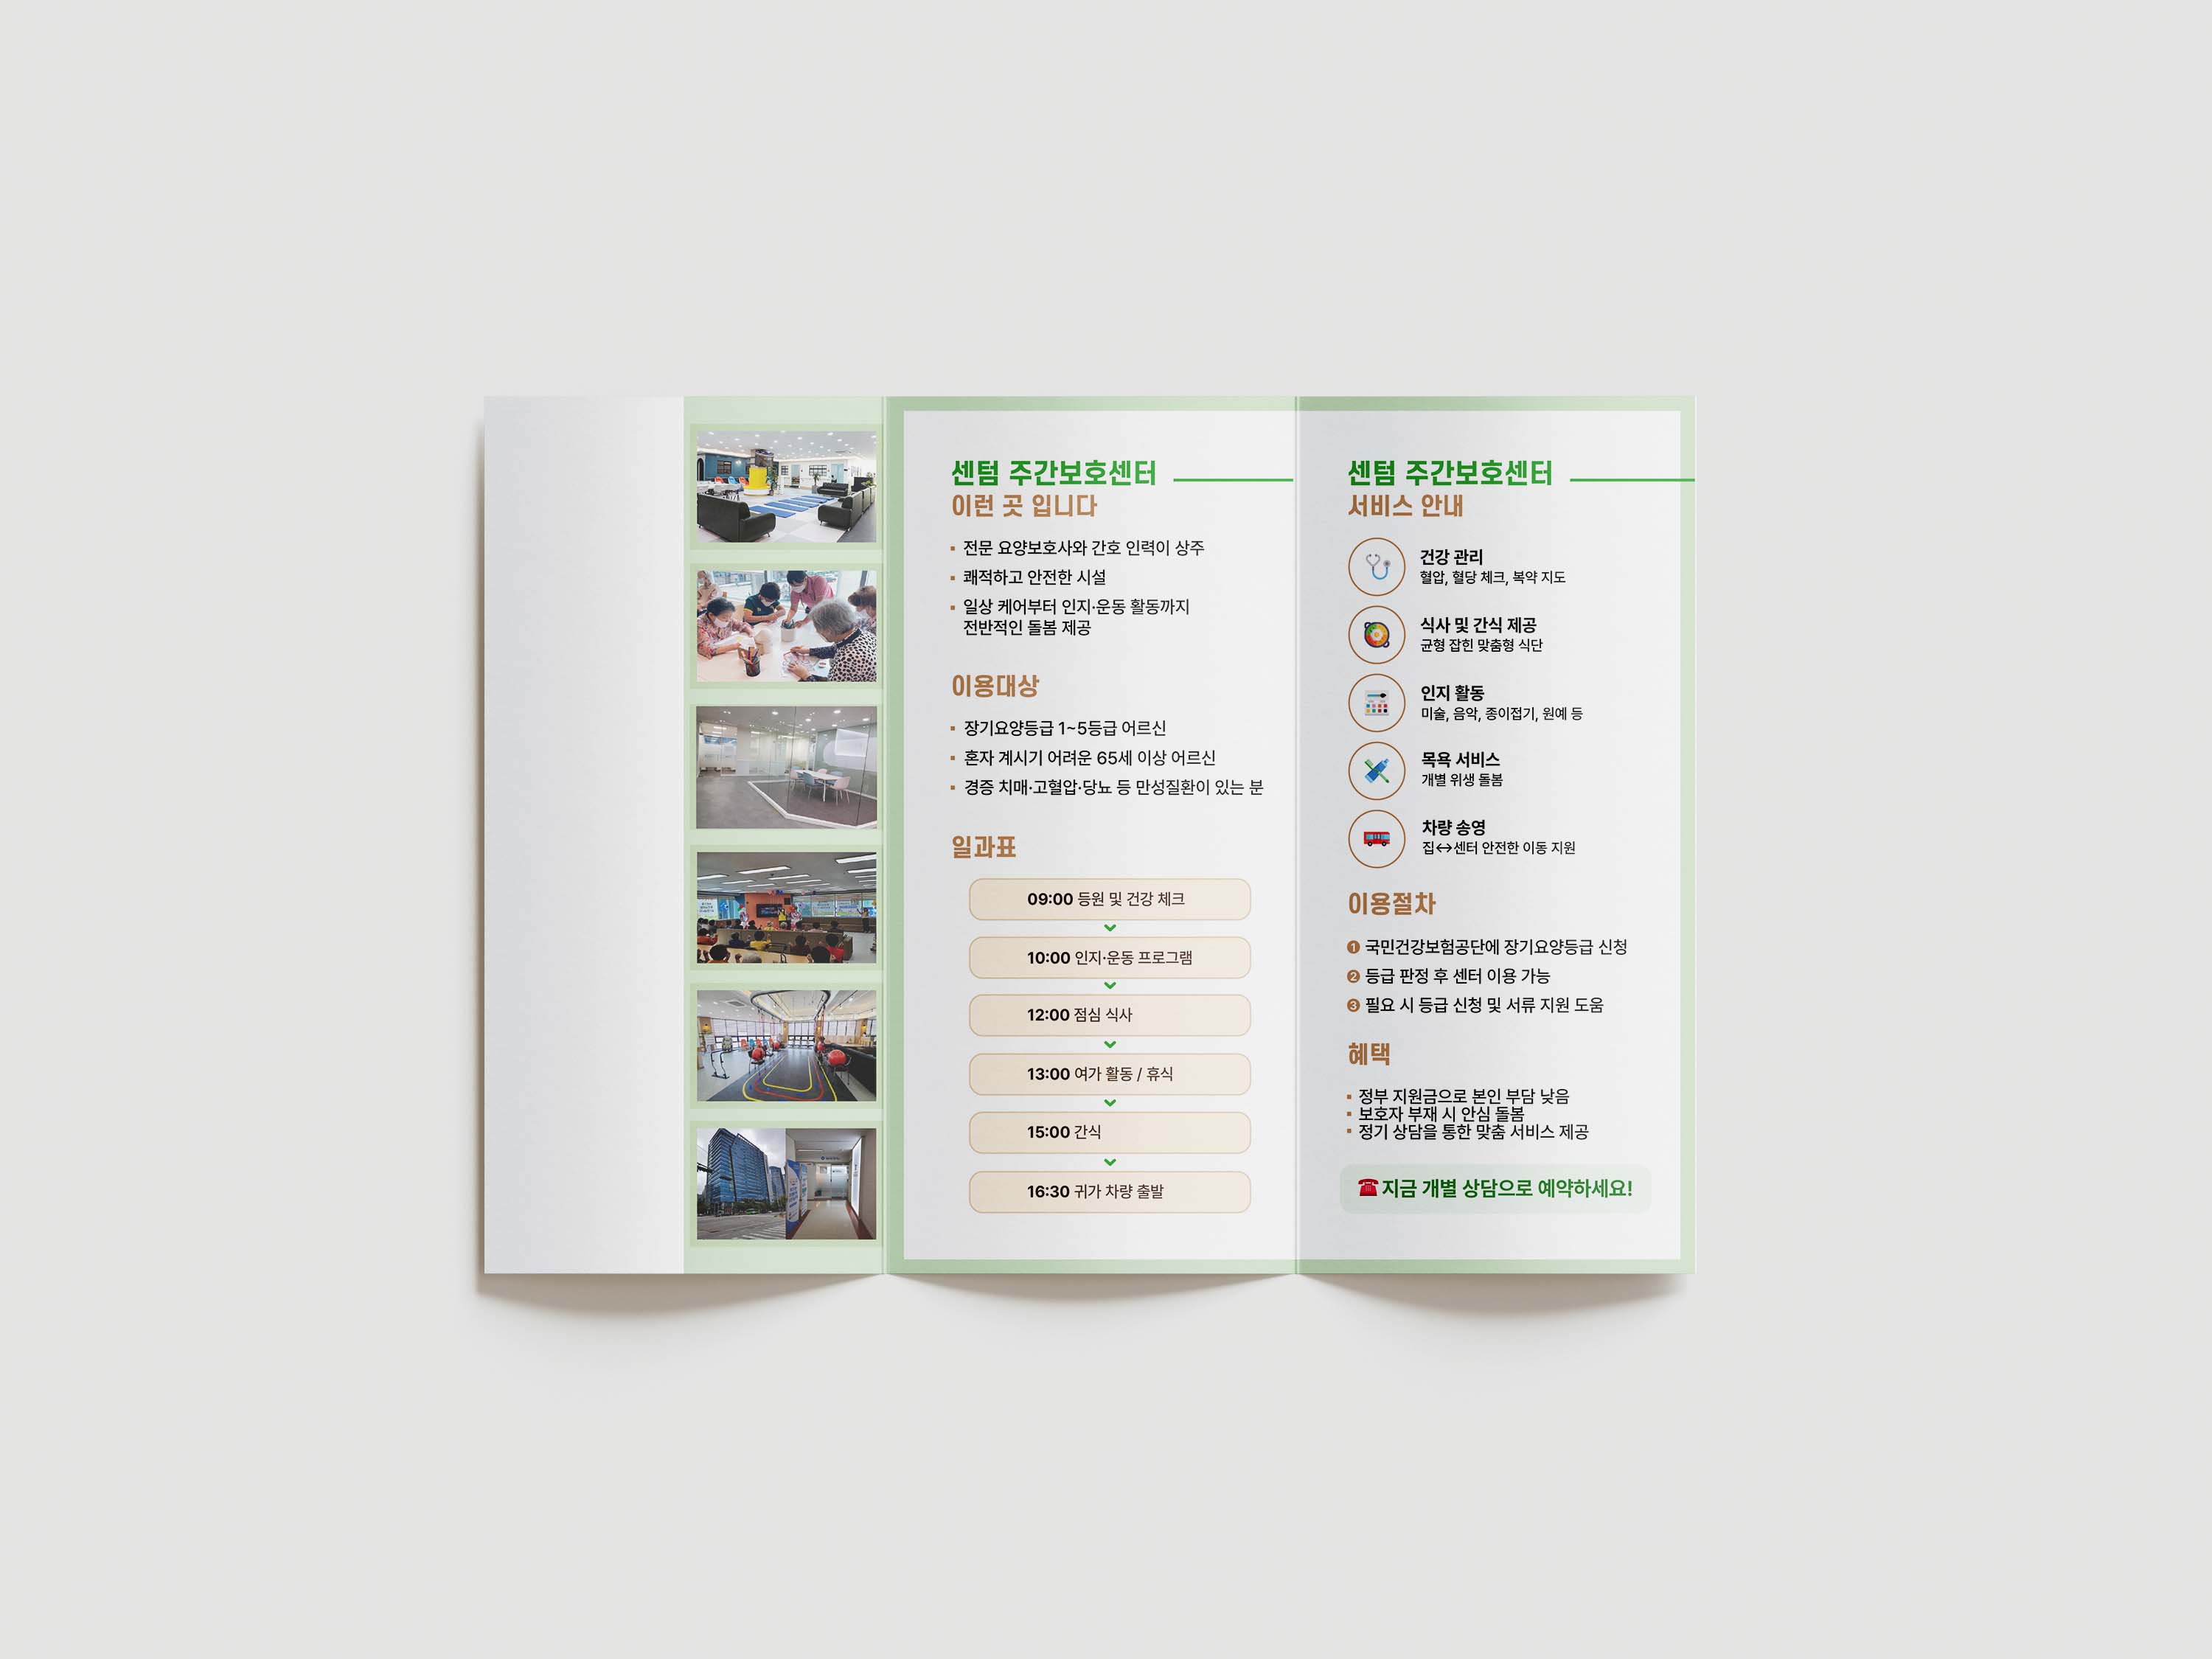 센텀 주간보호센터
이런 곳 입니다
전문 요양보호사와 간호 인력이 상주
쾌적하고 안전한 시설
일상 케어부터 인지·운동 활동까지
전반적인 돌봄 제공
이용대상
장기요양등급 1~5등급 어르신
혼자 계시기 어려운 65세 이상 어르신
경증 치매·고혈압·당뇨 등 만성질환이 있는 분
일과표
09:00 등원 및 건강 체크
10:00 인지·운동 프로그램
12:00 점심 식사
13:00 여가 활동 / 휴식
15:00 간식
16:30 귀가 차량 출발
센텀 주간보호센터
서비스 안내
건강 관리
혈압, 혈당 체크, 복약 지도
식사 및 간식 제공
균형 잡힌 맞춤형 식단
인지 활동
미술, 음악, 종이접기, 원예 등
목욕 서비스
개별 위생 돌봄
차량 송영
집↔센터 안전한 이동 지원
이용절차
1 국민건강보험공단에 장기요양등급 신청
2 등급 판정 후 센터 이용 가능
3 필요 시 등급 신청 및 서류 지원 도움
혜택
정부 지원금으로 본인 부담 낮음
보호자 부재 시 안심 돌봄
정기 상담을 통한 맞춤 서비스 제공
☎지금 개별 상담으로 예약하세요!